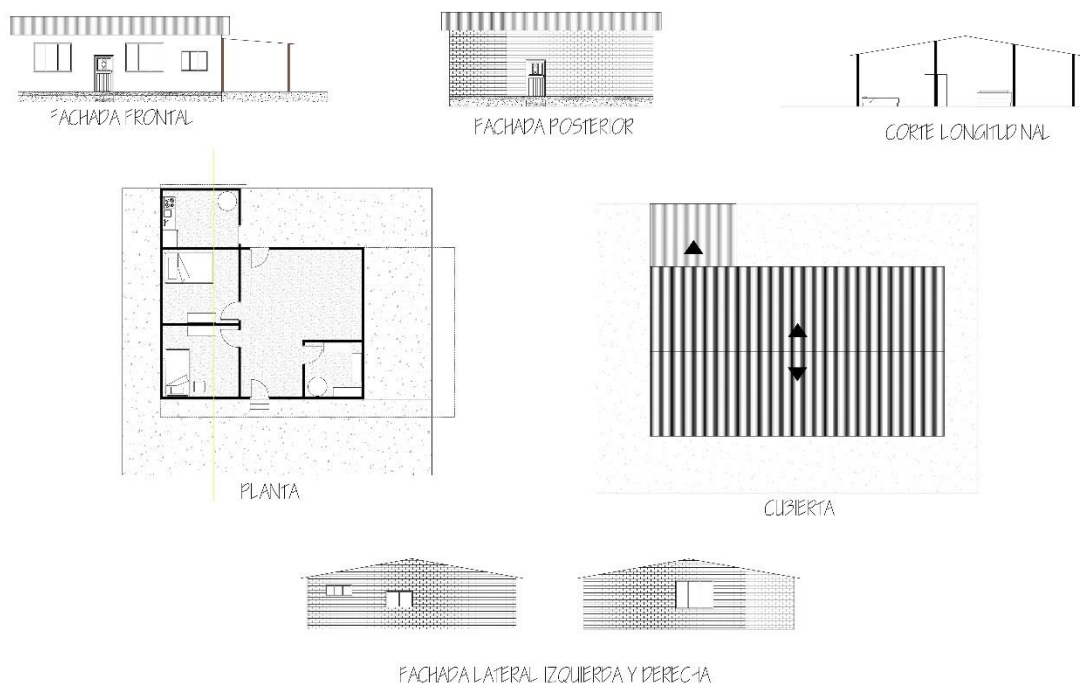 FACHADA FRONTAL
FACHADA POSTERIOR
CORTE LONGITUDINAL
PLANTA
CUBIERTA
FACHADA LATERAL IZQUIERDA Y DERECHA